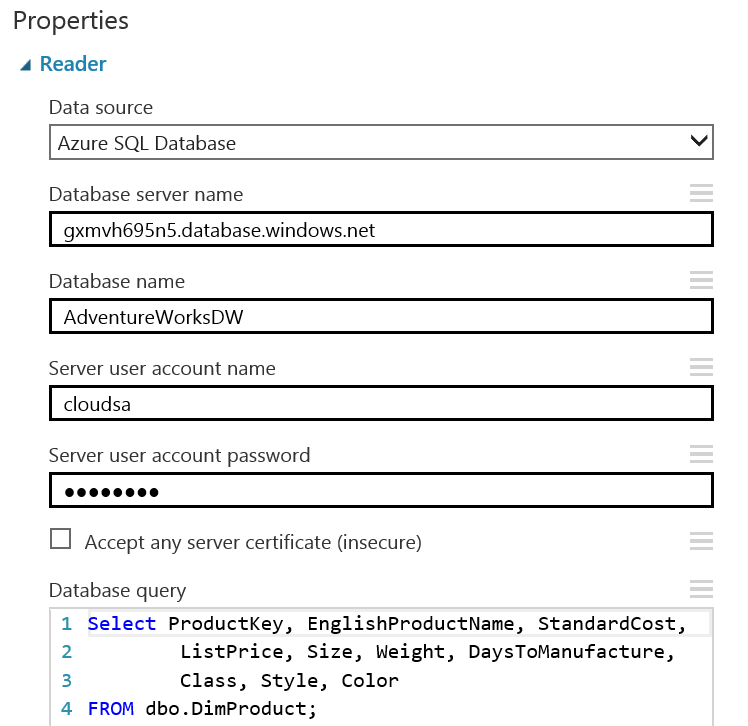 Properties
Reader
Data source
Azure SQL Database
Database server name
gxmvh695n5.database.windows.net
Database name
AdventureWorksDW
Server user account name
cloudsa
Server user account password
●●●●●●●●
Accept any server certificate (insecure)
Database query
1 Select ProductKey, EnglishProductName, StandardCost,
2 ListPrice, Size, Weight, DaysToManufacture,
3 Class, Style, Color
4 FROM dbo.DimProduct;